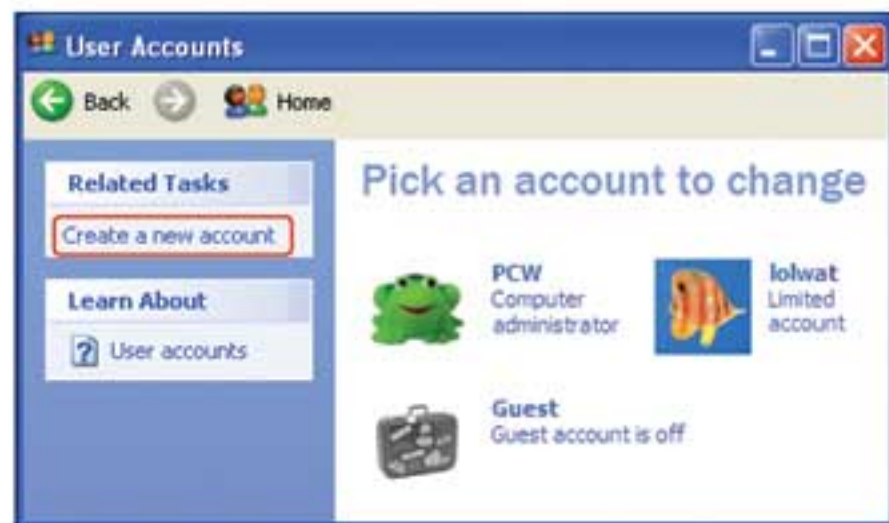 User Accounts
Back
Home
Related Tasks
Create a new account
Learn About
User accounts
Pick an account to change
PCW
Computer
administrator
lolwat
Limited
account
Guest
Guest account is off